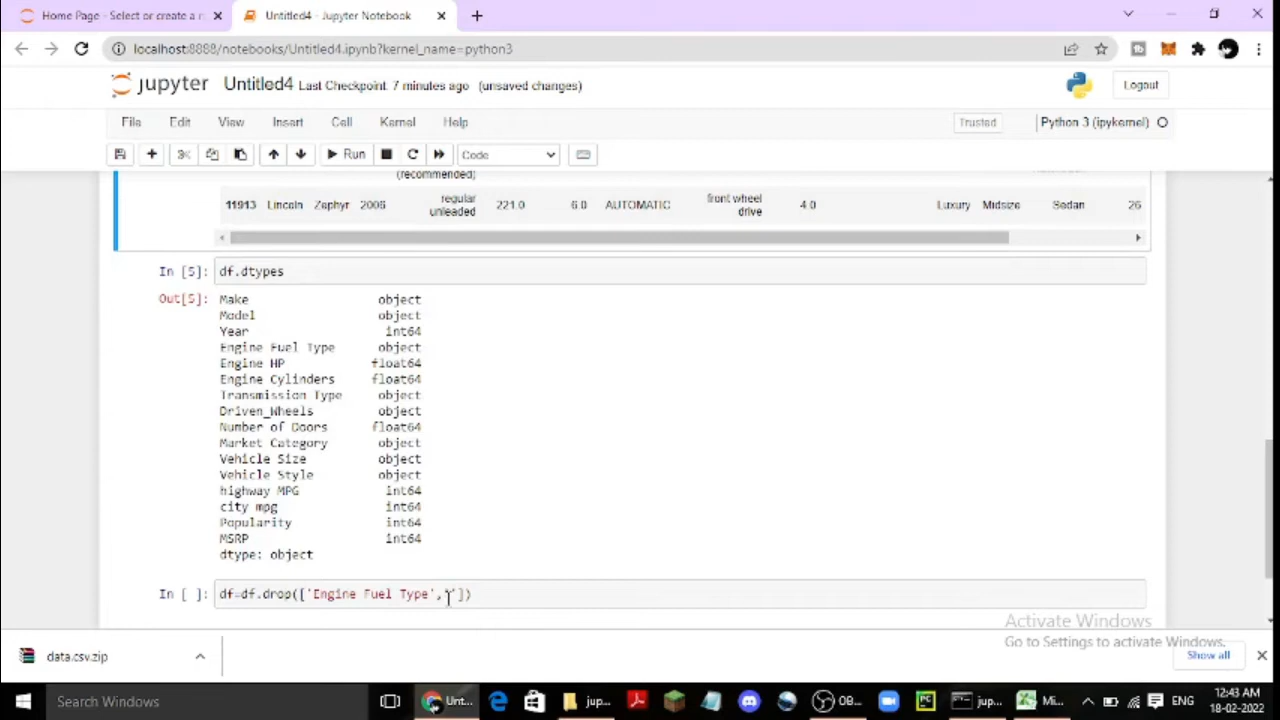 Home Page - Select or create a n
Untitled4 - Jupyter Notebook
localhost:8888/notebooks/Untitled4.ipynb?kernel_name=python3
jupyter Untitled4 Last Checkpoint: 7 minutes ago (unsaved changes)
Logout
File Edit View Insert Cell Kernel Help
Trusted
Python 3 (ipykernel)
Run
Code
(recommended)
11913 Lincoln Zephyr 2006 regular unleaded 221.0 6.0 AUTOMATIC front wheel drive 4.0 Luxury Midsize Sedan 26
In [5]: df.dtypes
Out[5]: Make object
Model object
Year int64
Engine Fuel Type object
Engine HP float64
Engine Cylinders float64
Transmission Type object
Driven_Wheels object
Number of Doors float64
Market Category object
Vehicle Size object
Vehicle Style object
highway MPG int64
city mpg int64
Popularity int64
MSRP int64
dtype: object
In [ ]: df=df.drop(['Engine Fuel Type',''])
Activate Windows
Go to Settings to activate Windows.
data.csv.zip
Show all
Search Windows
Unt...
jup...
OB...
PC
jup...
Mi...
ENG
12:43 AM
18-02-2022